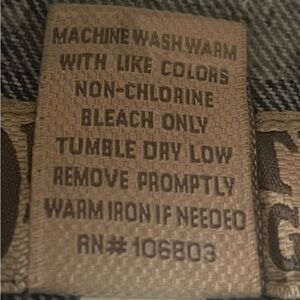 MACHINE WASH WARM
WITH LIKE COLORS
NON-CHLORINE
BLEACH ONLY
TUMBLE DRY LOW
REMOVE PROMPTLY
WARM IRON IF NEEDED
RN# 106803